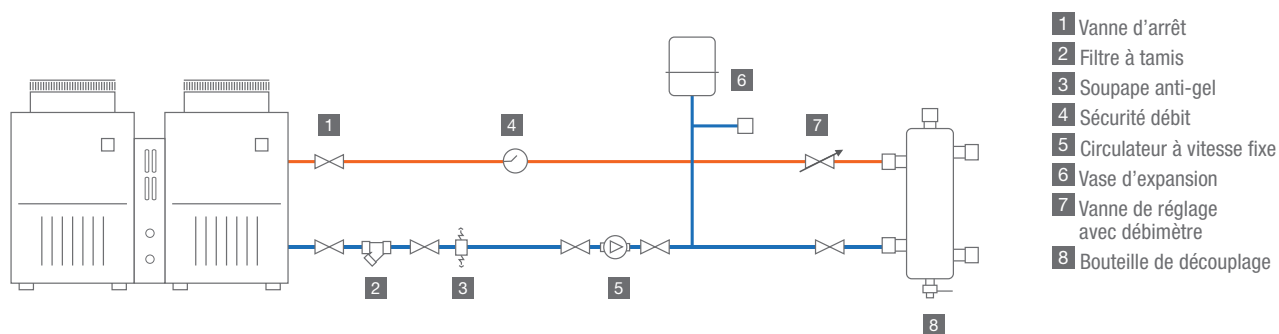 1
4
6
7
2
3
5
8
1 Vanne d'arrêt
2 Filtre à tamis
3 Soupape anti-gel
4 Sécurité débit
5 Circulateur à vitesse fixe
6 Vase d'expansion
7 Vanne de réglage
avec débimètre
8 Bouteille de découplage